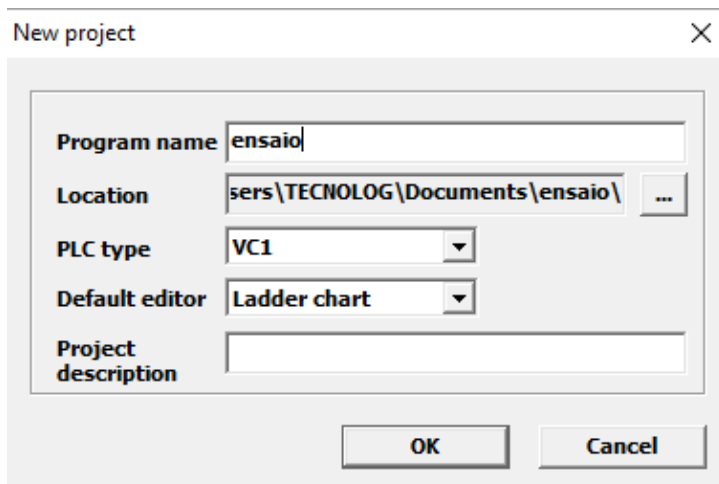 New project
Program name ensaio
Location sers\TECNOLOG\Documents\ensaio\ ...
PLC type VC1
Default editor Ladder chart
Project
description
OK Cancel